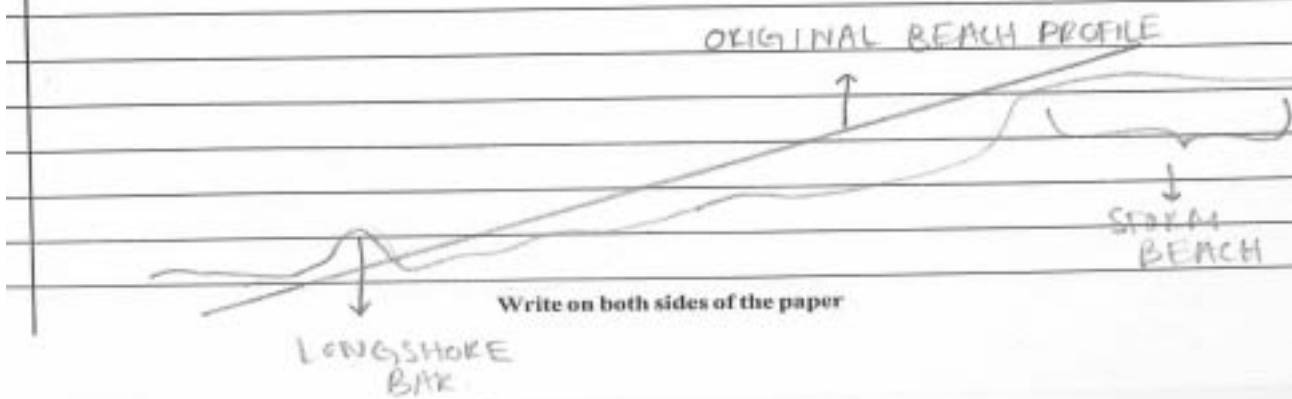 ORIGINAL BEACH PROFILE
STORM
BEACH
Write on both sides of the paper
LONGSHORE
BAR